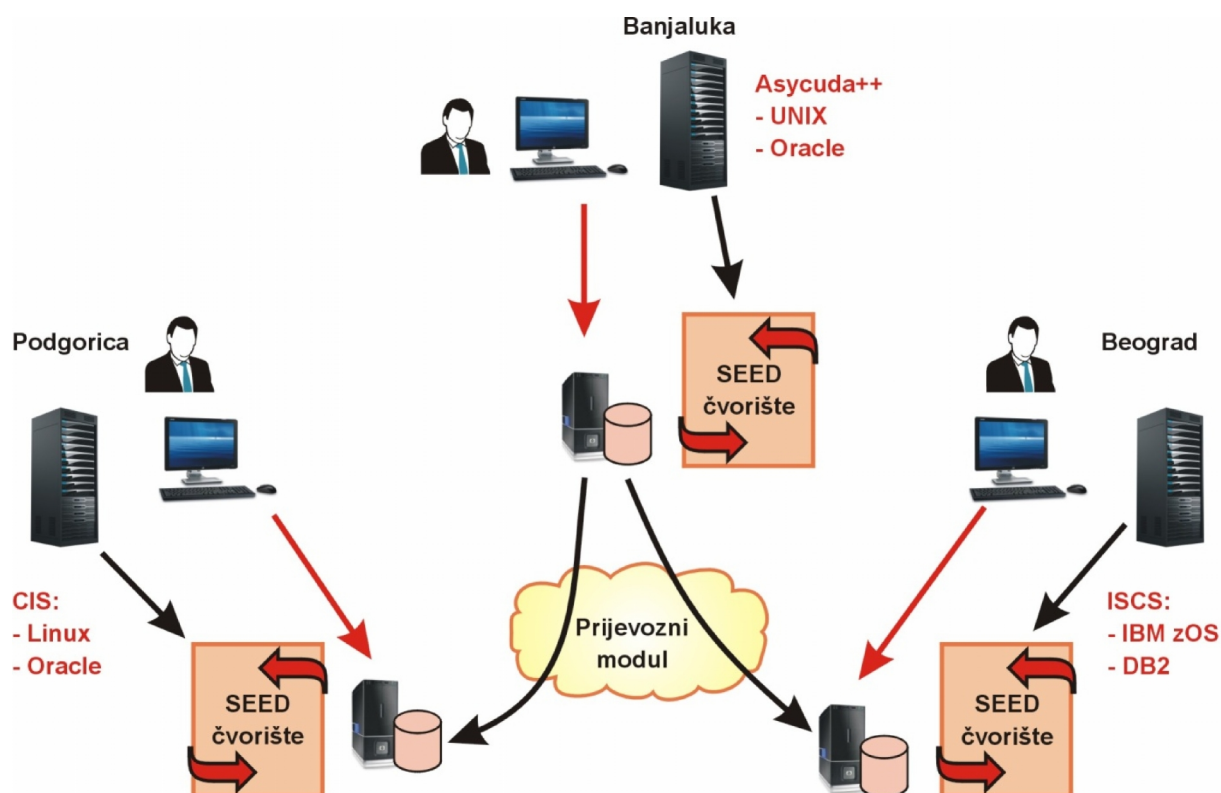 Banjaluka
Asycuda++
- UNIX
- Oracle
Podgorica
SEED
čvorište
Beograd
CIS:
- Linux
- Oracle
Prijevozni
modul
ISCS:
- IBM zOS
- DB2
SEED
čvorište
SEED
čvorište